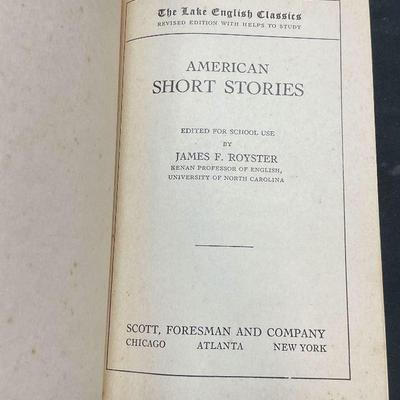 The Lake English Classics
REVISED EDITION WITH HELPS TO STUDY
AMERICAN
SHORT STORIES
EDITED FOR SCHOOL USE
BY
JAMES F. ROYSTER
KENAN PROFESSOR OF ENGLISH,
UNIVERSITY OF NORTH CAROLINA
SCOTT, FORESMAN AND COMPANY
CHICAGO ATLANTA NEW YORK